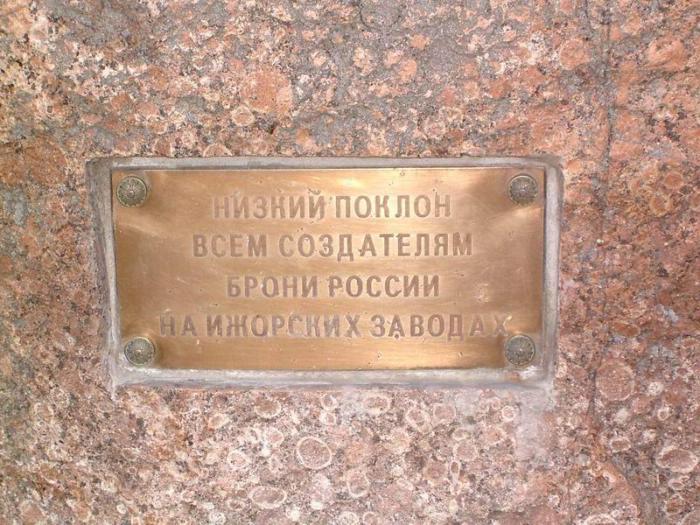 НИЗКИЙ ПОКЛОН
ВСЕМ СОЗДАТЕЛЯМ
БРОНИ РОССИИ
НА ИЖОРСКИХ ЗАВОДАХ